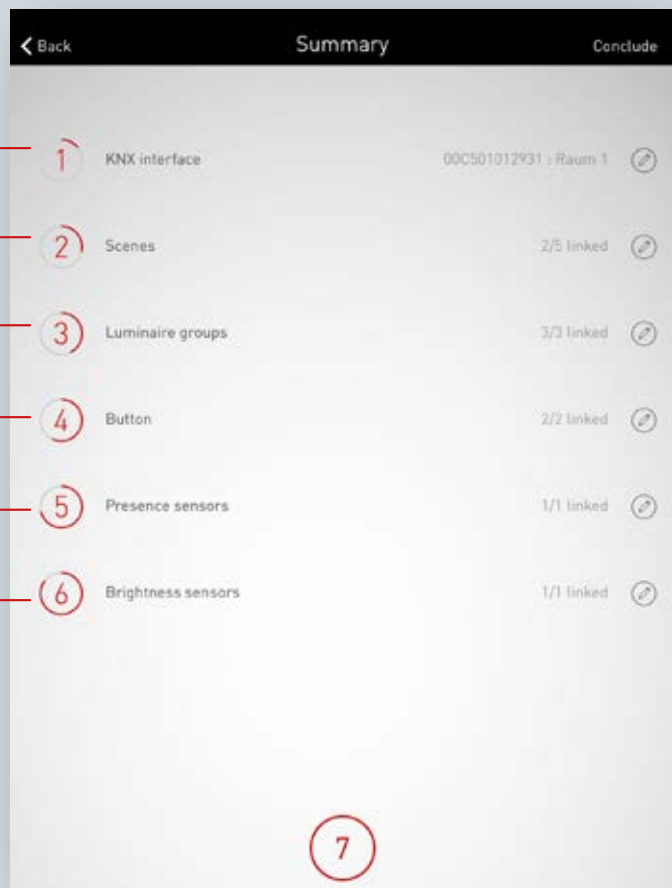 Back Summary Conclude
1 KNX interface 00C501012931 : Raum 1
2 Scenes 2/5 linked
3 Luminaire groups 3/3 linked
4 Button 2/2 linked
5 Presence sensors 1/1 linked
6 Brightness sensors 1/1 linked
7